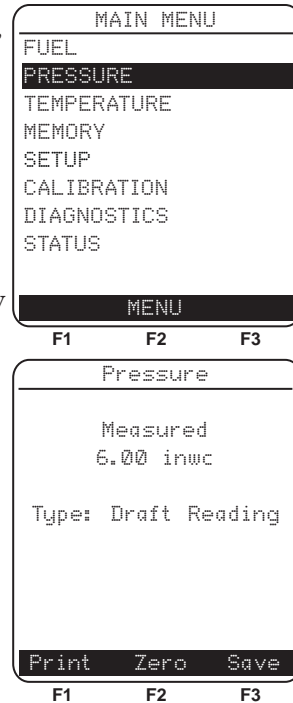 MAIN MENU
FUEL
PRESSURE
TEMPERATURE
MEMORY
SETUP
CALIBRATION
DIAGNOSTICS
STATUS
MENU
F1 F2 F3
Pressure
Measured
6.00 inwc
Type: Draft Reading
Print Zero Save
F1 F2 F3